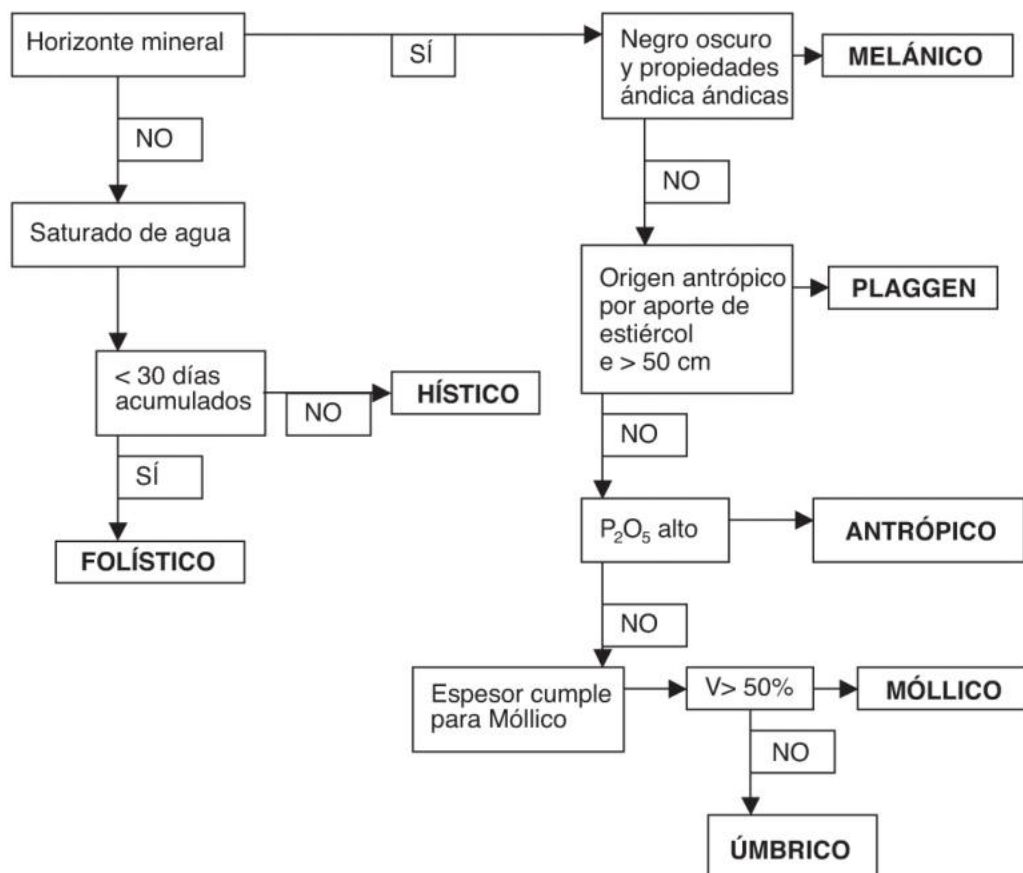 Horizonte mineral
SÍ
Negro oscuro
y propiedades
ándica ándicas
MELÁNICO
NO
NO
Saturado de agua
Origen antrópico
por aporte de
estiércol
e > 50 cm
PLAGGEN
< 30 días
acumulados
NO
HÍSTICO
NO
SÍ
FOLÍSTICO
P₂O₅ alto
ANTRÓPICO
NO
Espesor cumple
para Móllico
V> 50%
MÓLLICO
NO
ÚMBRICO